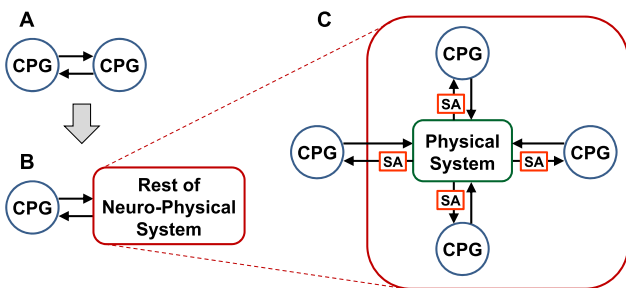 A
CPG
CPG
B
CPG
Rest of
Neuro-Physical
System
C
CPG
SA
CPG
SA
Physical
System
SA
CPG
SA
CPG